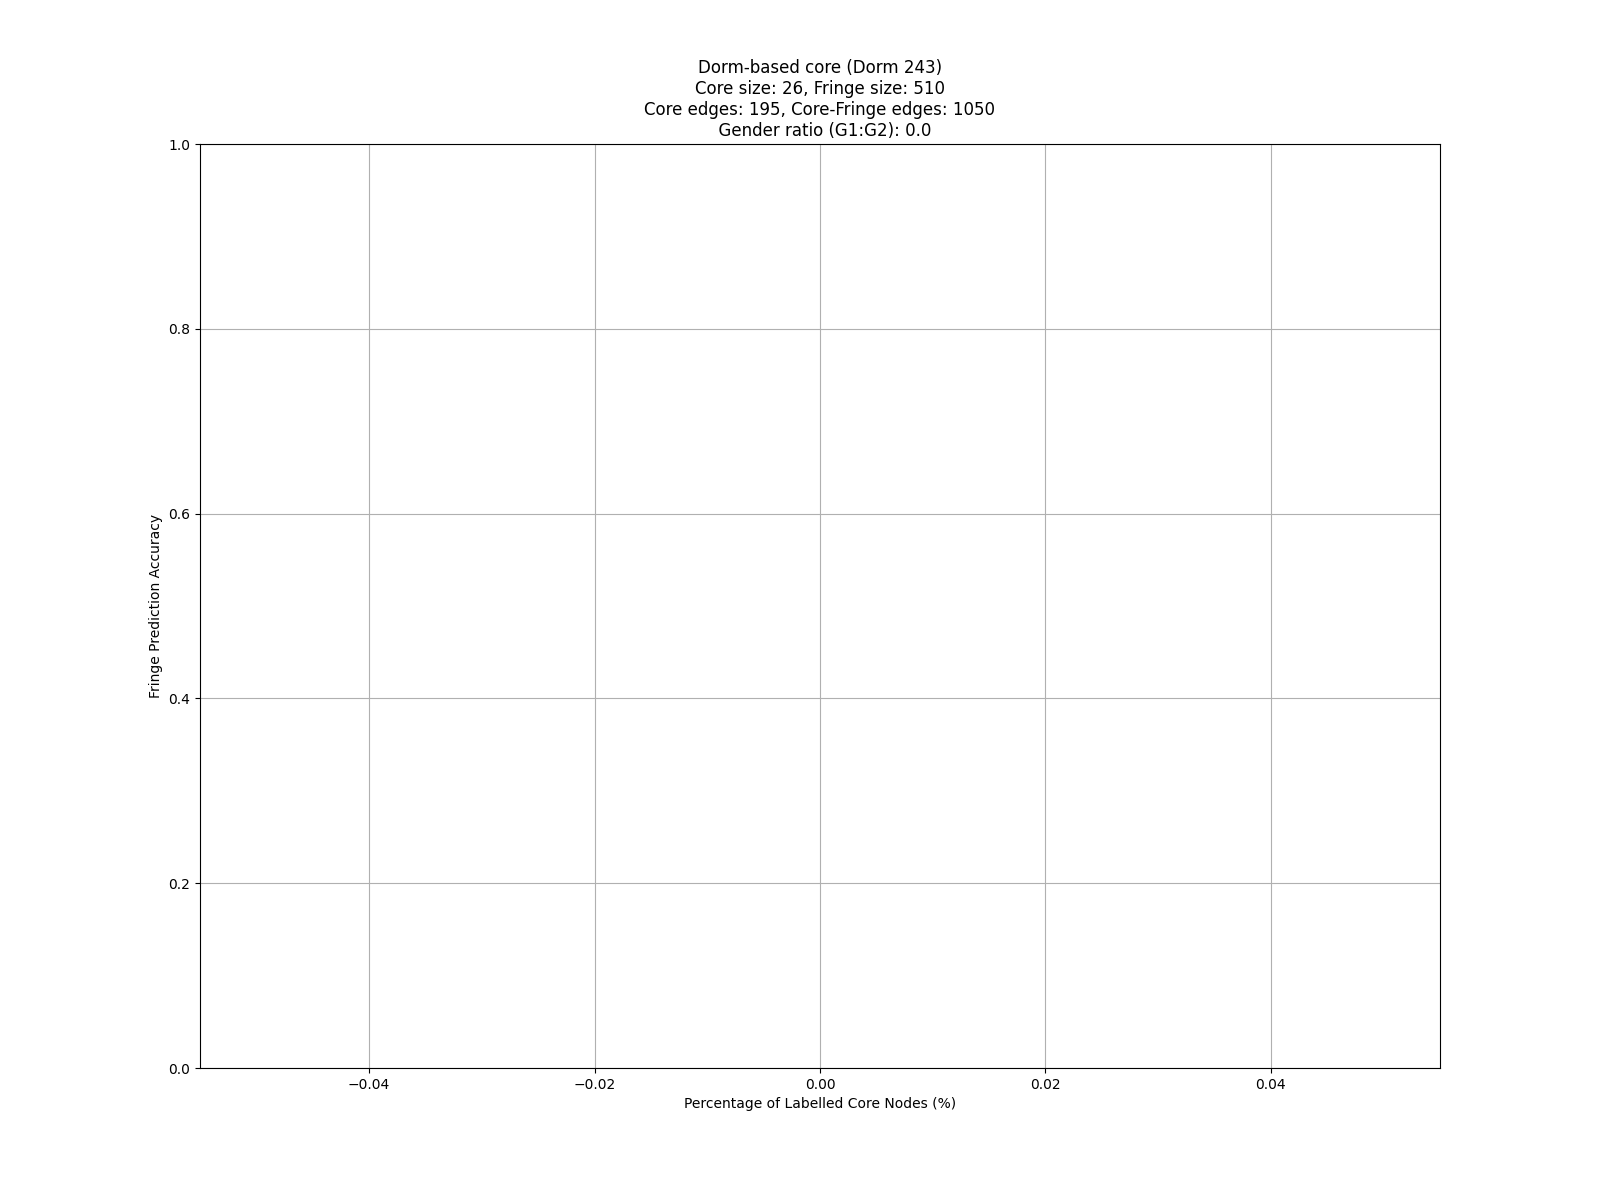 Dorm-based core (Dorm 243)
Core size: 26, Fringe size: 510
Core edges: 195, Core-Fringe edges: 1050
Gender ratio (G1:G2): 0.0
1.0
0.8
0.6
0.4
0.2
0.0
Fringe Prediction Accuracy
−0.04 −0.02 0.00 0.02 0.04
Percentage of Labelled Core Nodes (%)